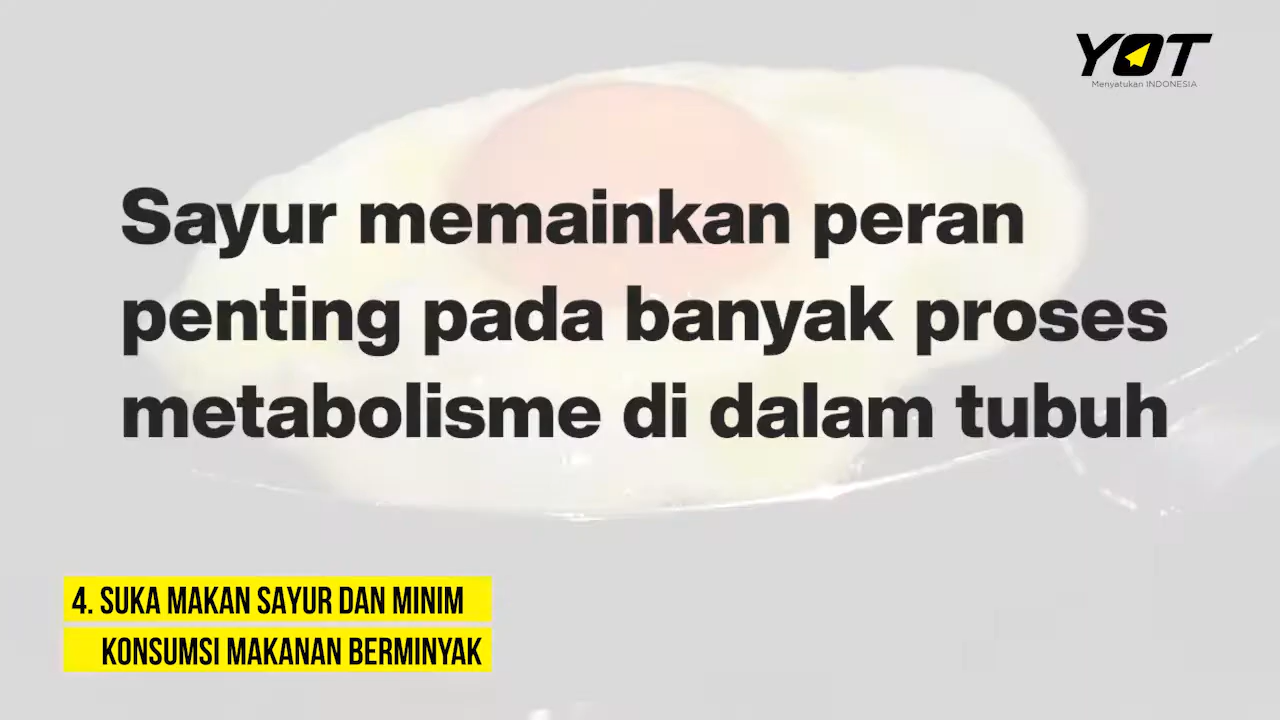 YOT
Menyatukan INDONESIA
Sayur memainkan peran
penting pada banyak proses
metabolisme di dalam tubuh
4. SUKA MAKAN SAYUR DAN MINIM
KONSUMSI MAKANAN BERMINYAK